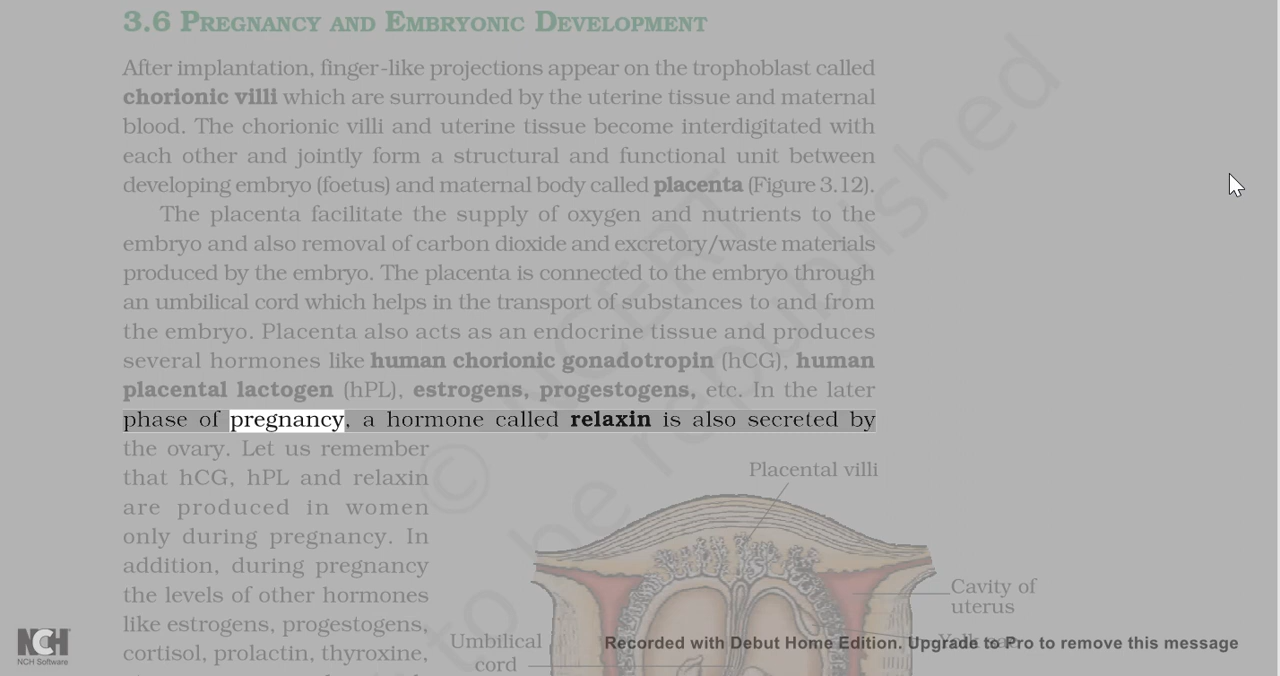 3.6 PREGNANCY AND EMBRYONIC DEVELOPMENT
After implantation, finger-like projections appear on the trophoblast called
chorionic villi which are surrounded by the uterine tissue and maternal
blood. The chorionic villi and uterine tissue become interdigitated with
each other and jointly form a structural and functional unit between
developing embryo (foetus) and maternal body called placenta (Figure 3.12).
The placenta facilitate the supply of oxygen and nutrients to the
embryo and also removal of carbon dioxide and excretory/waste materials
produced by the embryo. The placenta is connected to the embryo through
an umbilical cord which helps in the transport of substances to and from
the embryo. Placenta also acts as an endocrine tissue and produces
several hormones like human chorionic gonadotropin (hCG), human
placental lactogen (hPL), estrogens, progestogens, etc. In the later
phase of pregnancy, a hormone called relaxin is also secreted by
the ovary. Let us remember
that hCG, hPL and relaxin
are produced in women
only during pregnancy. In
addition, during pregnancy
the levels of other hormones
like estrogens, progestogens,
cortisol, prolactin, thyroxine,
Placental villi
Cavity of
uterus
Umbilical
cord
© NCERT
to be republished
NCH
NCH Software
Recorded with Debut Home Edition. Upgrade to Pro to remove this message